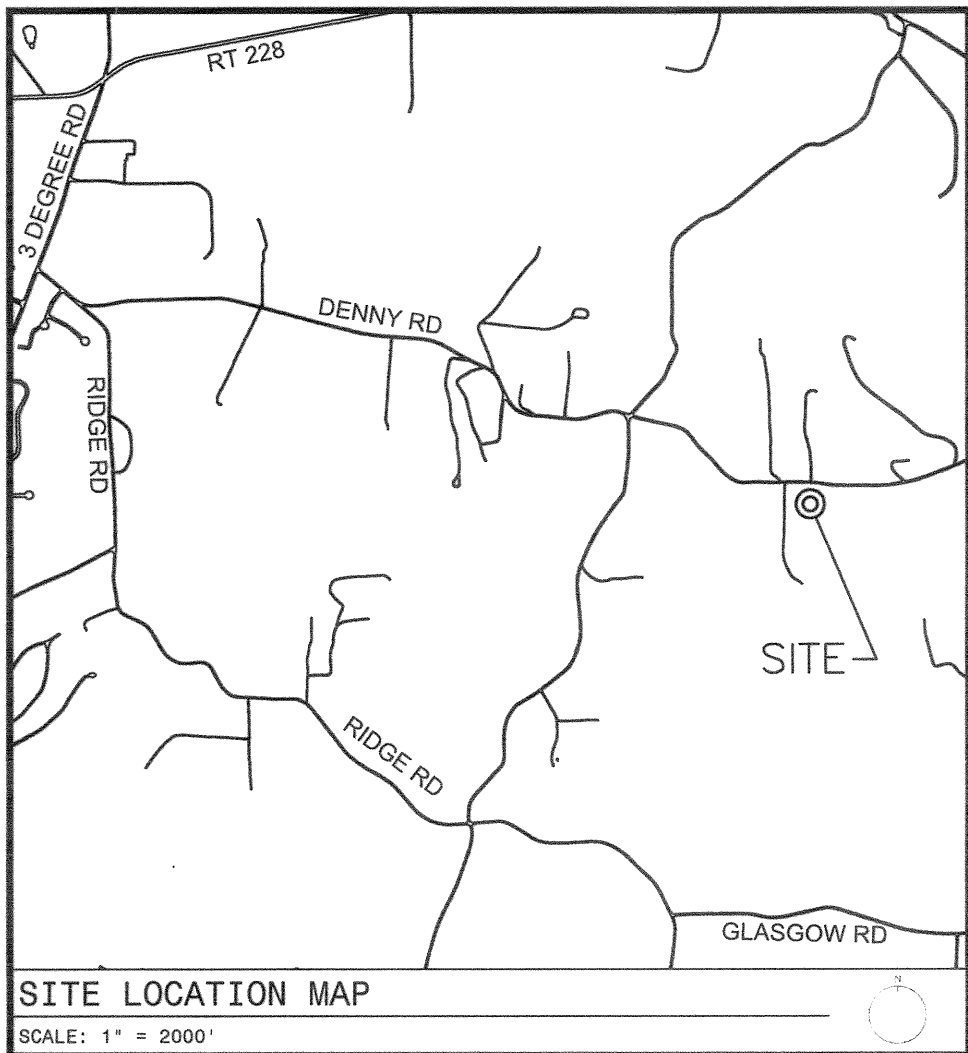 RT 228
3 DEGREE RD
DENNY RD
RIDGE RD
SITE
RIDGE RD
GLASGOW RD
SITE LOCATION MAP
N
SCALE: 1" = 2000'